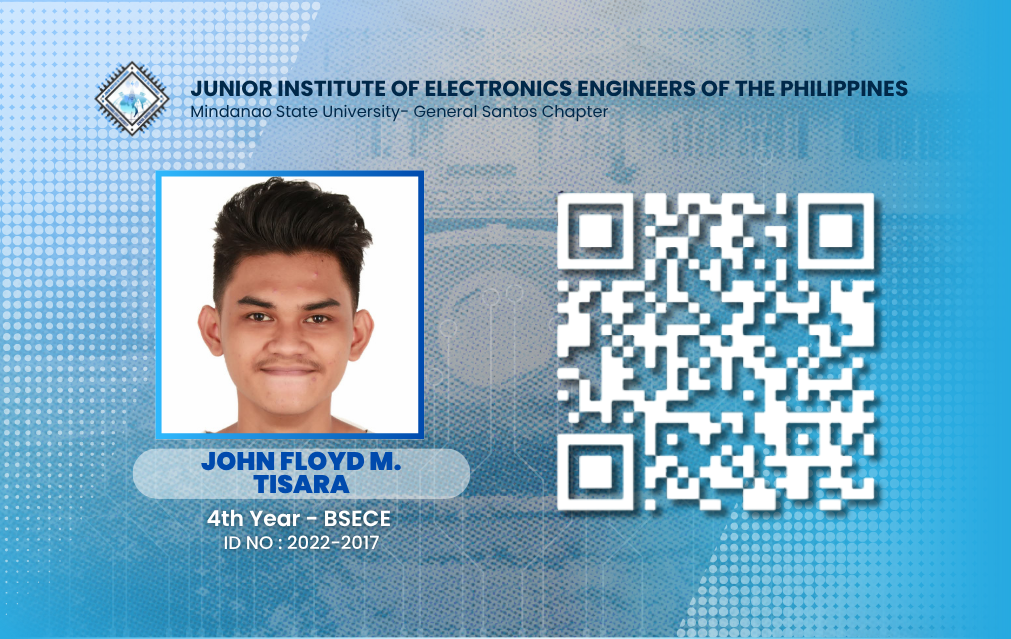 JUNIOR INSTITUTE OF ELECTRONICS ENGINEERS OF THE PHILIPPINES
Mindanao State University- General Santos Chapter
JOHN FLOYD M.
TISARA
4th Year - BSECE
ID NO : 2022-2017